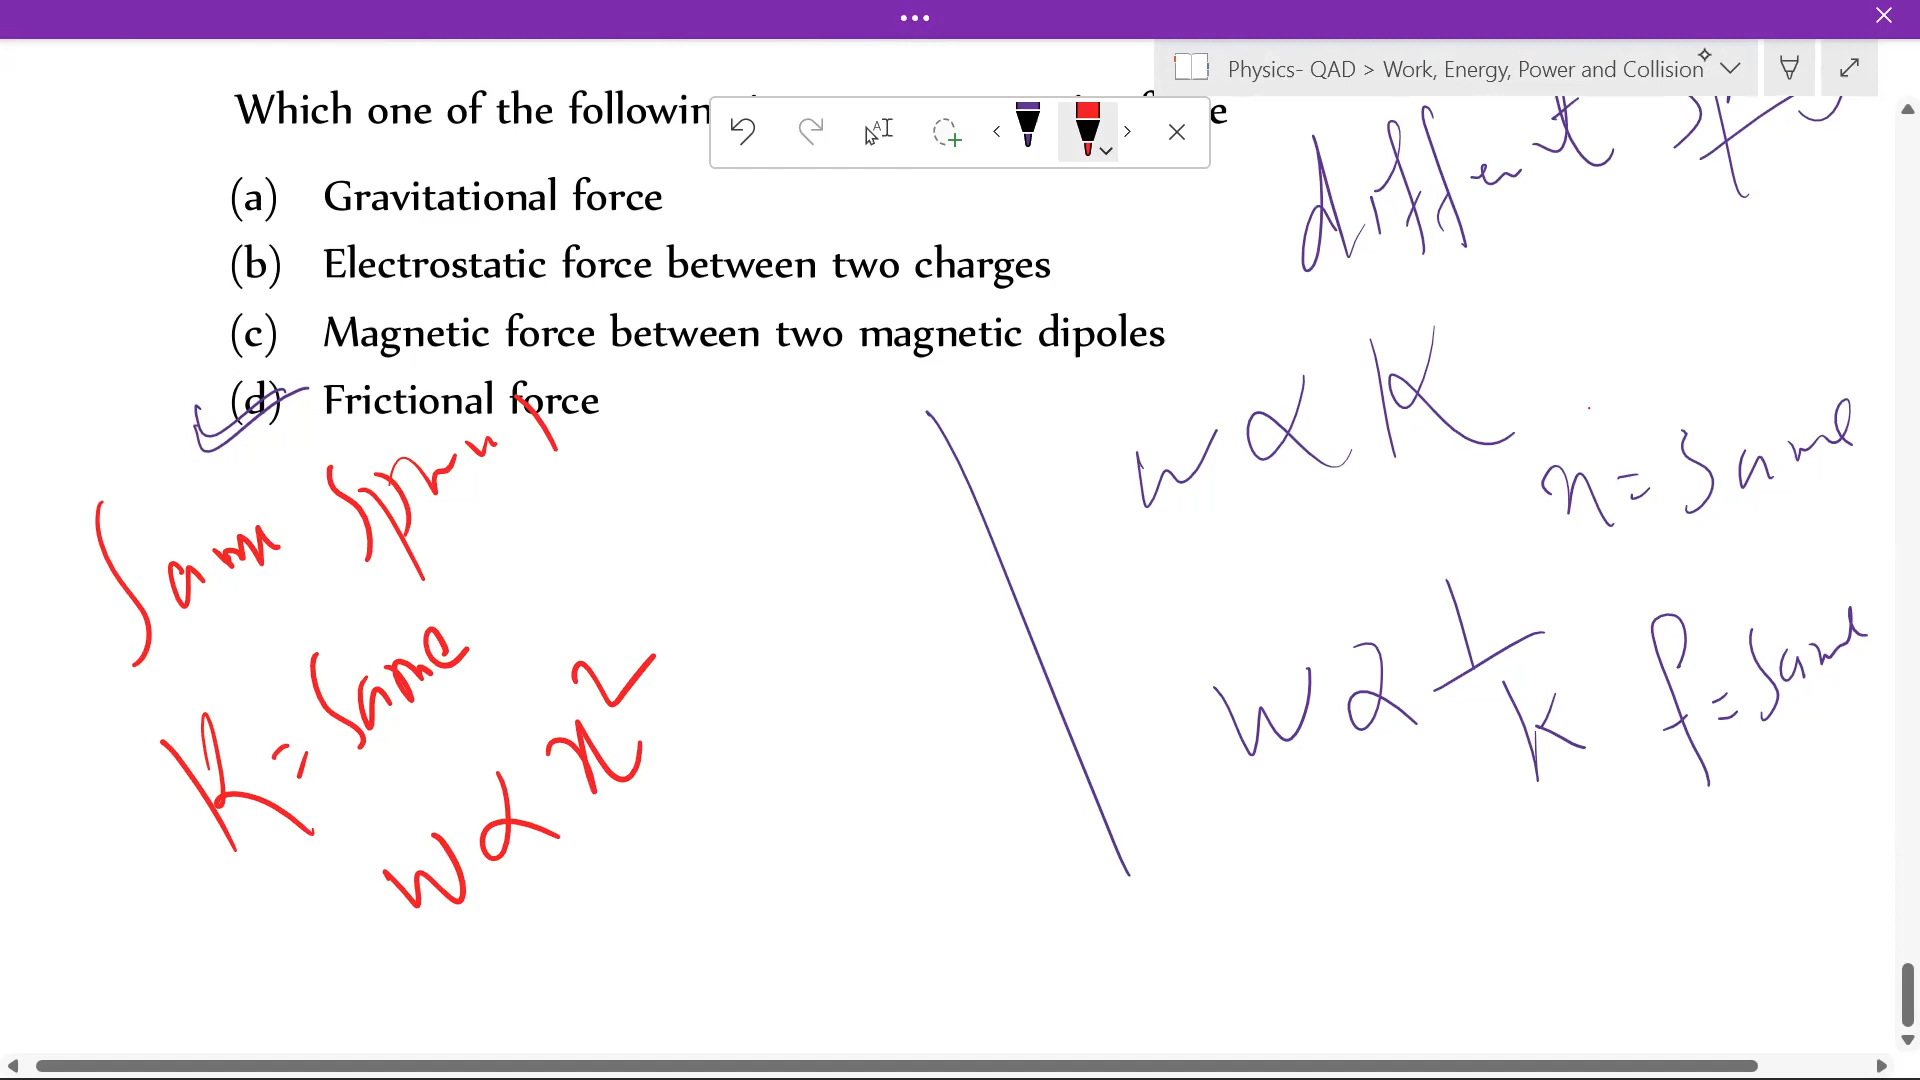 Physics- QAD > Work, Energy, Power and Collision
Which one of the followin
(a) Gravitational force
(b) Electrostatic force between two charges
(c) Magnetic force between two magnetic dipoles
(d) Frictional force
different
W ∝ K
x = Same
W ∝ 1/K
F = Same
Same Spring
K = Same
W ∝ x²